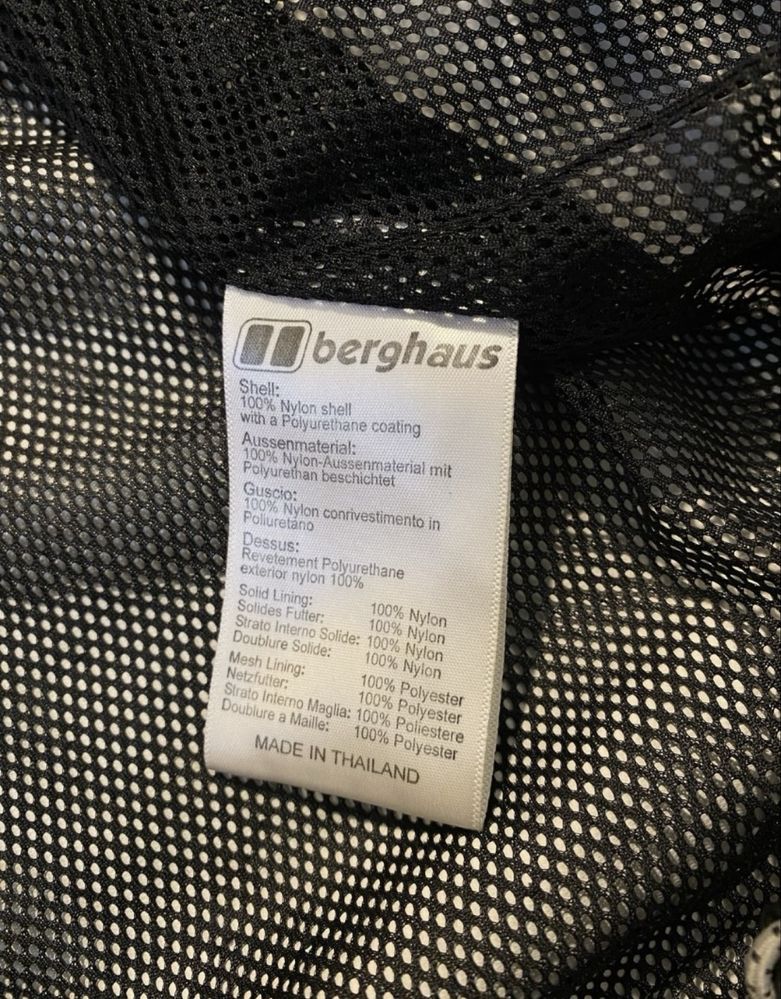 berghaus
Shell:
100% Nylon shell
with a Polyurethane coating
Aussenmaterial:
100% Nylon-Aussenmaterial mit
Polyurethan beschichtet
Guscio:
100% Nylon conrivestimento in
Poliuretano
Dessus:
Revetement Polyurethane
exterior nylon 100%
Solid Lining: 100% Nylon
Solides Futter: 100% Nylon
Strato Interno Solide: 100% Nylon
Doublure Solide: 100% Nylon
Mesh Lining: 100% Polyester
Netzfutter: 100% Polyester
Strato Interno Maglia: 100% Poliestere
Doublure a Maille: 100% Polyester
MADE IN THAILAND